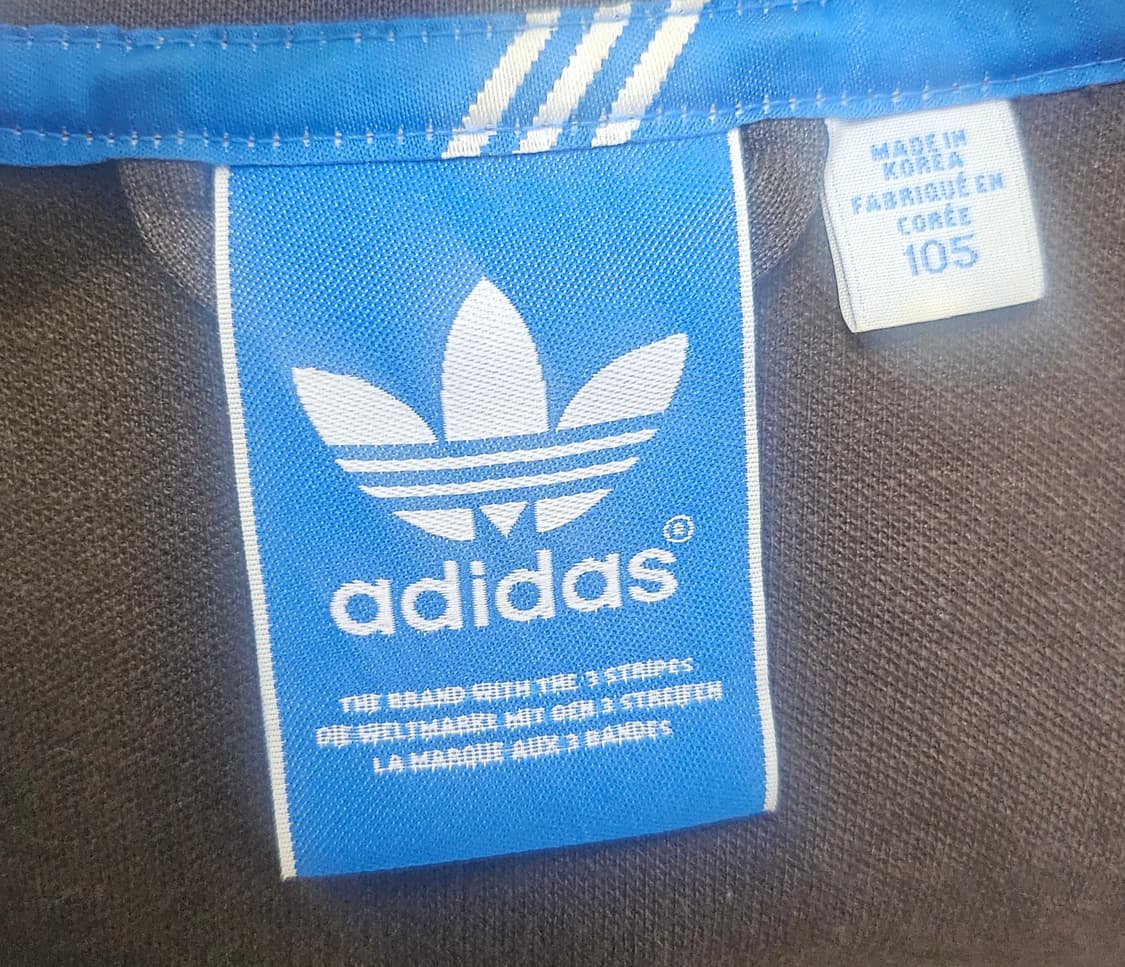 MADE IN
KOREA
FABRIQUÉ EN
CORÉE
105
adidas®
THE BRAND WITH THE 3 STRIPES
DIE WELTMARKE MIT DEN 3 STREIFEN
LA MARQUE AUX 3 BANDES